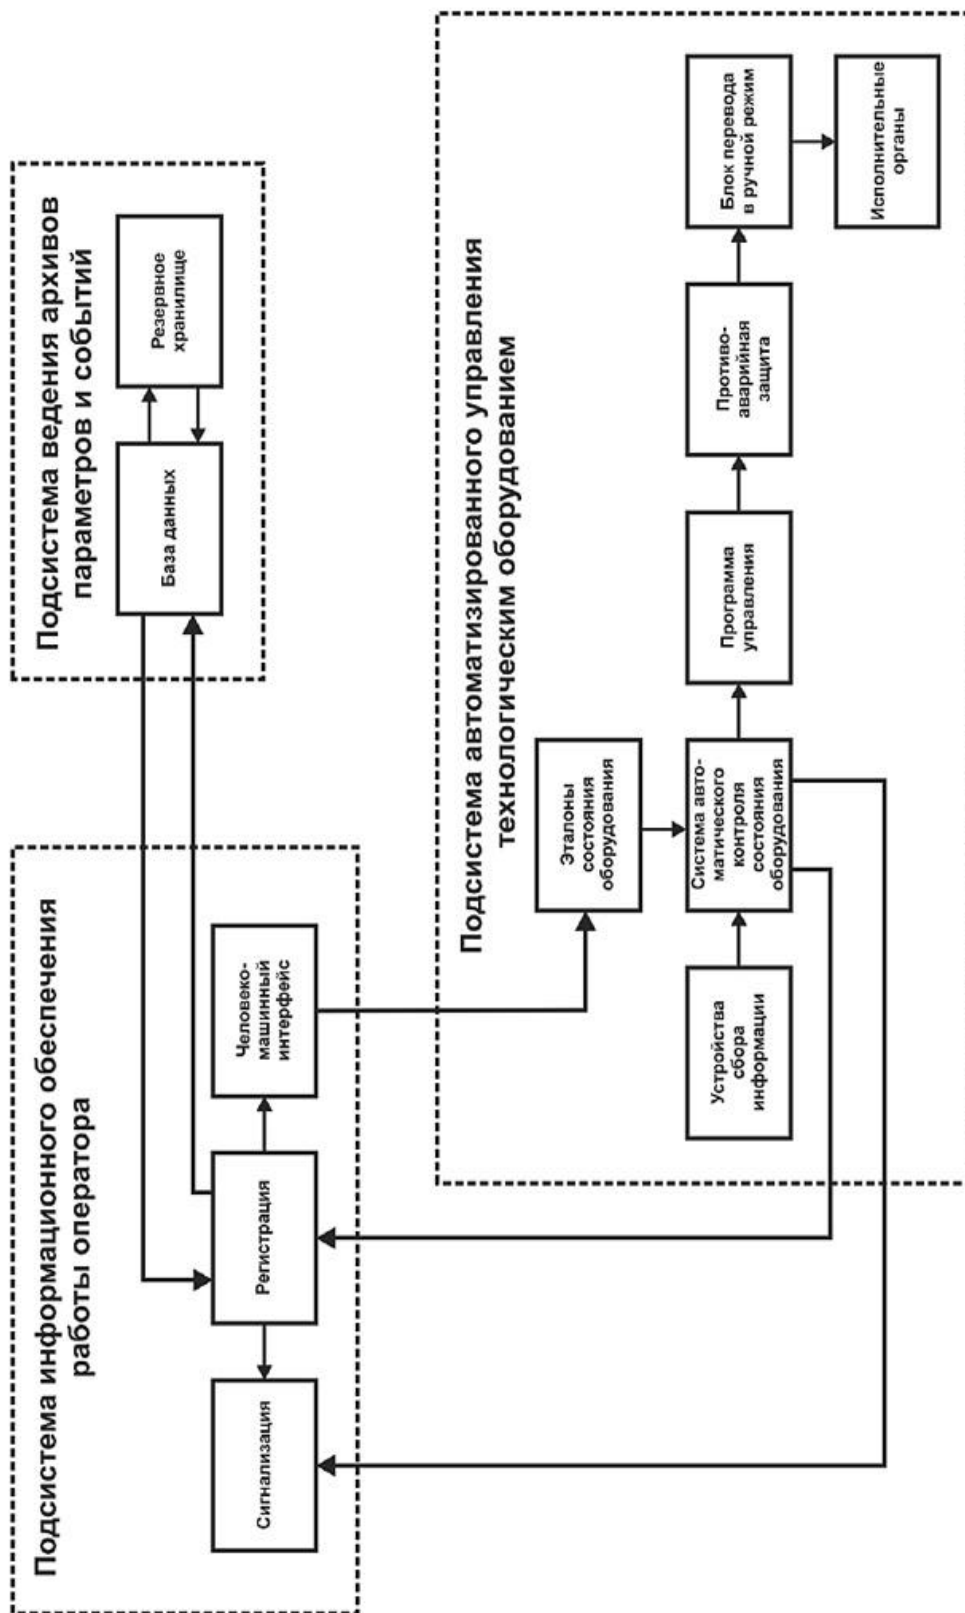 Подсистема информационного обеспечения
работы оператора
Сигнализация
Регистрация
Человеко-
машинный
интерфейс
Подсистема ведения архивов
параметров и событий
База данных
Резервное
хранилище
Подсистема автоматизированного управления
технологическим оборудованием
Эталоны
состояния
оборудования
Устройства
сбора
информации
Система авто-
матического
контроля
состояния
оборудования
Программа
управления
Противо-
аварийная
защита
Блок перевода
в ручной режим
Исполнительные
органы